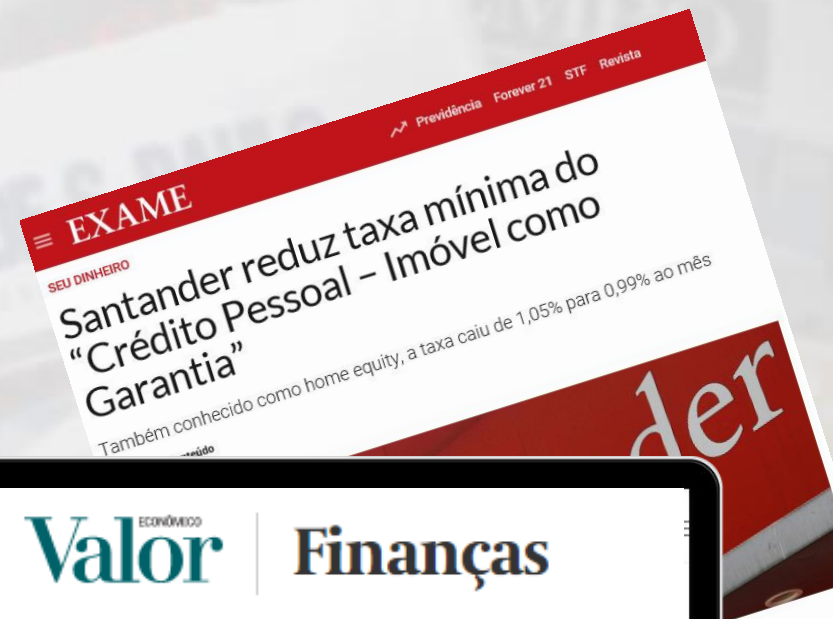 Previdência Forever 21 STF Revista
EXAME
SEU DINHEIRO
Santander reduz taxa mínima do
“Crédito Pessoal – Imóvel como
Garantia”
Também conhecido como home equity, a taxa caiu de 1,05% para 0,99% ao mês
der
Valor
ECONÔMICO
Finanças